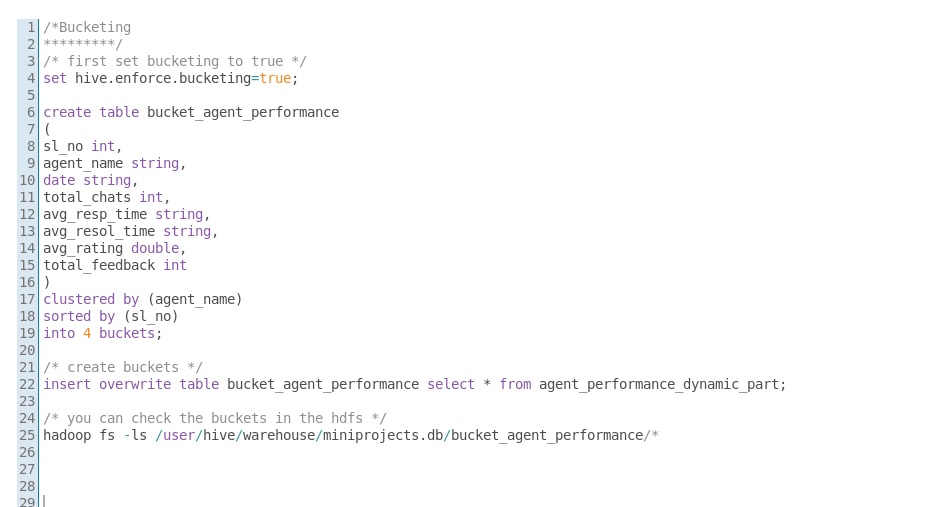 1 /*Bucketing
2 *********/
3 /* first set bucketing to true */
4 set hive.enforce.bucketing=true;
5
6 create table bucket_agent_performance
7 (
8 sl_no int,
9 agent_name string,
10 date string,
11 total_chats int,
12 avg_resp_time string,
13 avg_resol_time string,
14 avg_rating double,
15 total_feedback int
16 )
17 clustered by (agent_name)
18 sorted by (sl_no)
19 into 4 buckets;
20
21 /* create buckets */
22 insert overwrite table bucket_agent_performance select * from agent_performance_dynamic_part;
23
24 /* you can check the buckets in the hdfs */
25 hadoop fs -ls /user/hive/warehouse/miniprojects.db/bucket_agent_performance/*
26
27
28
29